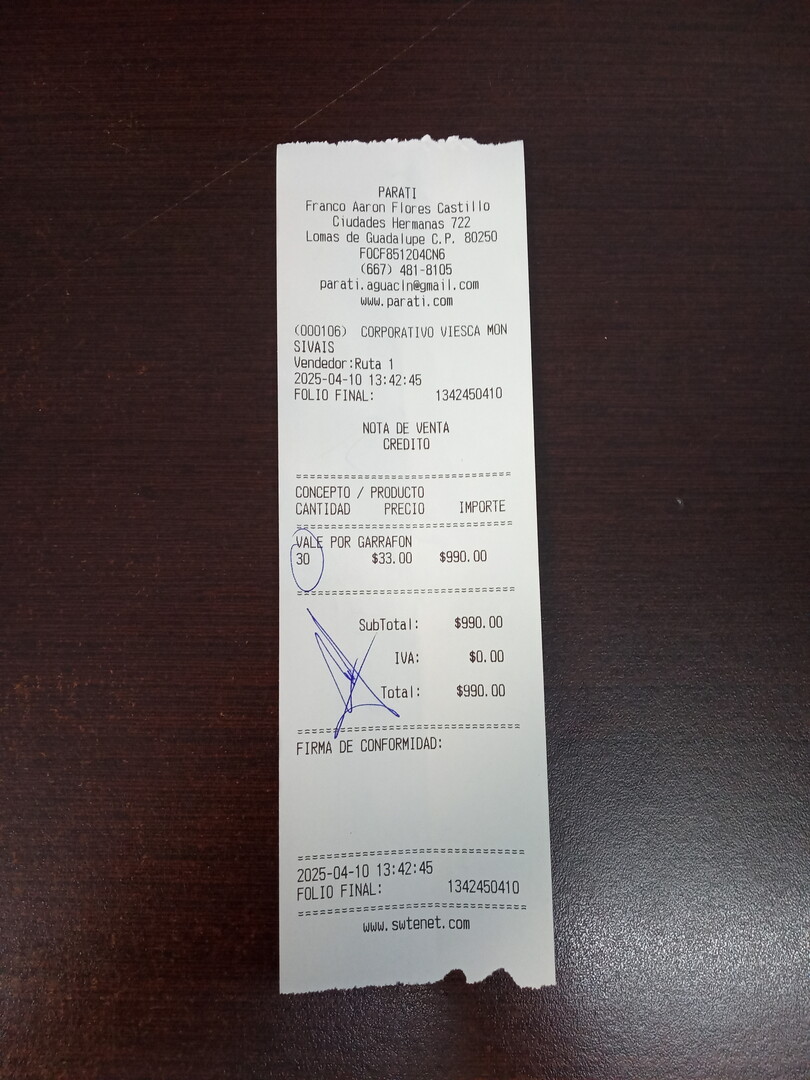 PARATI
Franco Aaron Flores Castillo
Ciudades Hermanas 722
Lomas de Guadalupe C.P. 80250
FOCF851204CN6
(667) 481-8105
parati.aguacln@gmail.com
www.parati.com
(000106) CORPORATIVO VIESCA MON
SIVAIS
Vendedor:Ruta 1
2025-04-10 13:42:45
FOLIO FINAL: 1342450410
NOTA DE VENTA
CREDITO
CONCEPTO / PRODUCTO
CANTIDAD PRECIO IMPORTE
VALE POR GARRAFON
30 $33.00 $990.00
SubTotal: $990.00
IVA: $0.00
Total: $990.00
FIRMA DE CONFORMIDAD:
2025-04-10 13:42:45
FOLIO FINAL: 1342450410
www.swtenet.com